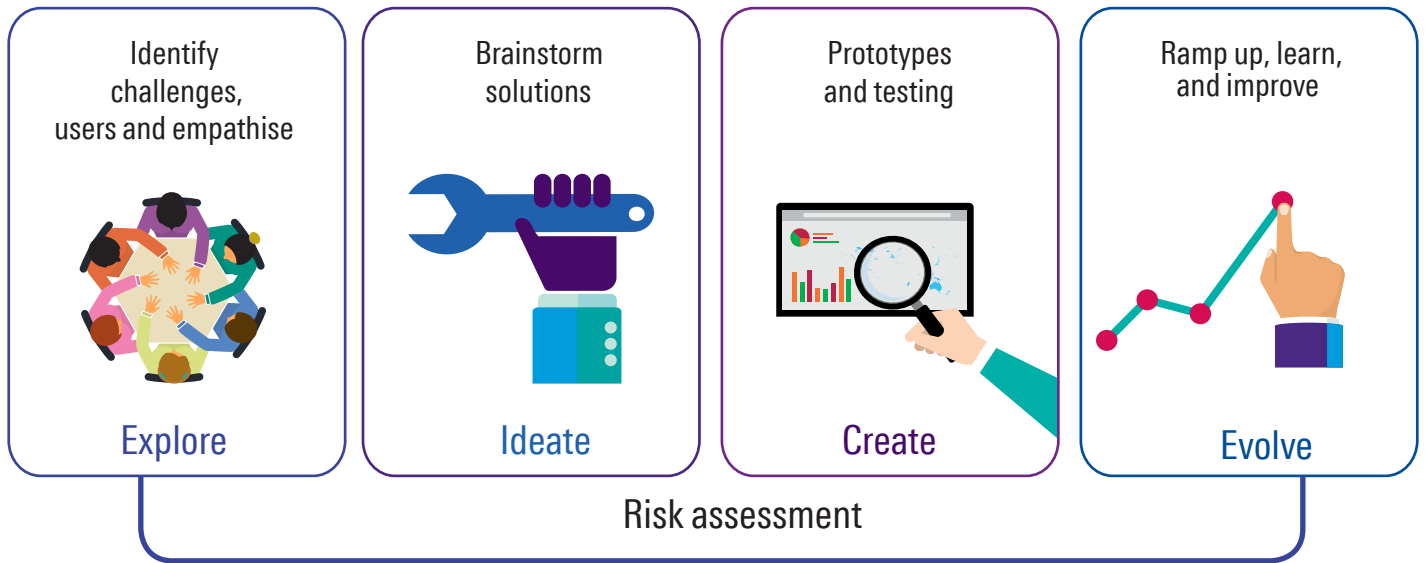 Identify
challenges,
users and empathise
Explore
Brainstorm
solutions
Ideate
Prototypes
and testing
Create
Ramp up, learn,
and improve
Evolve
Risk assessment